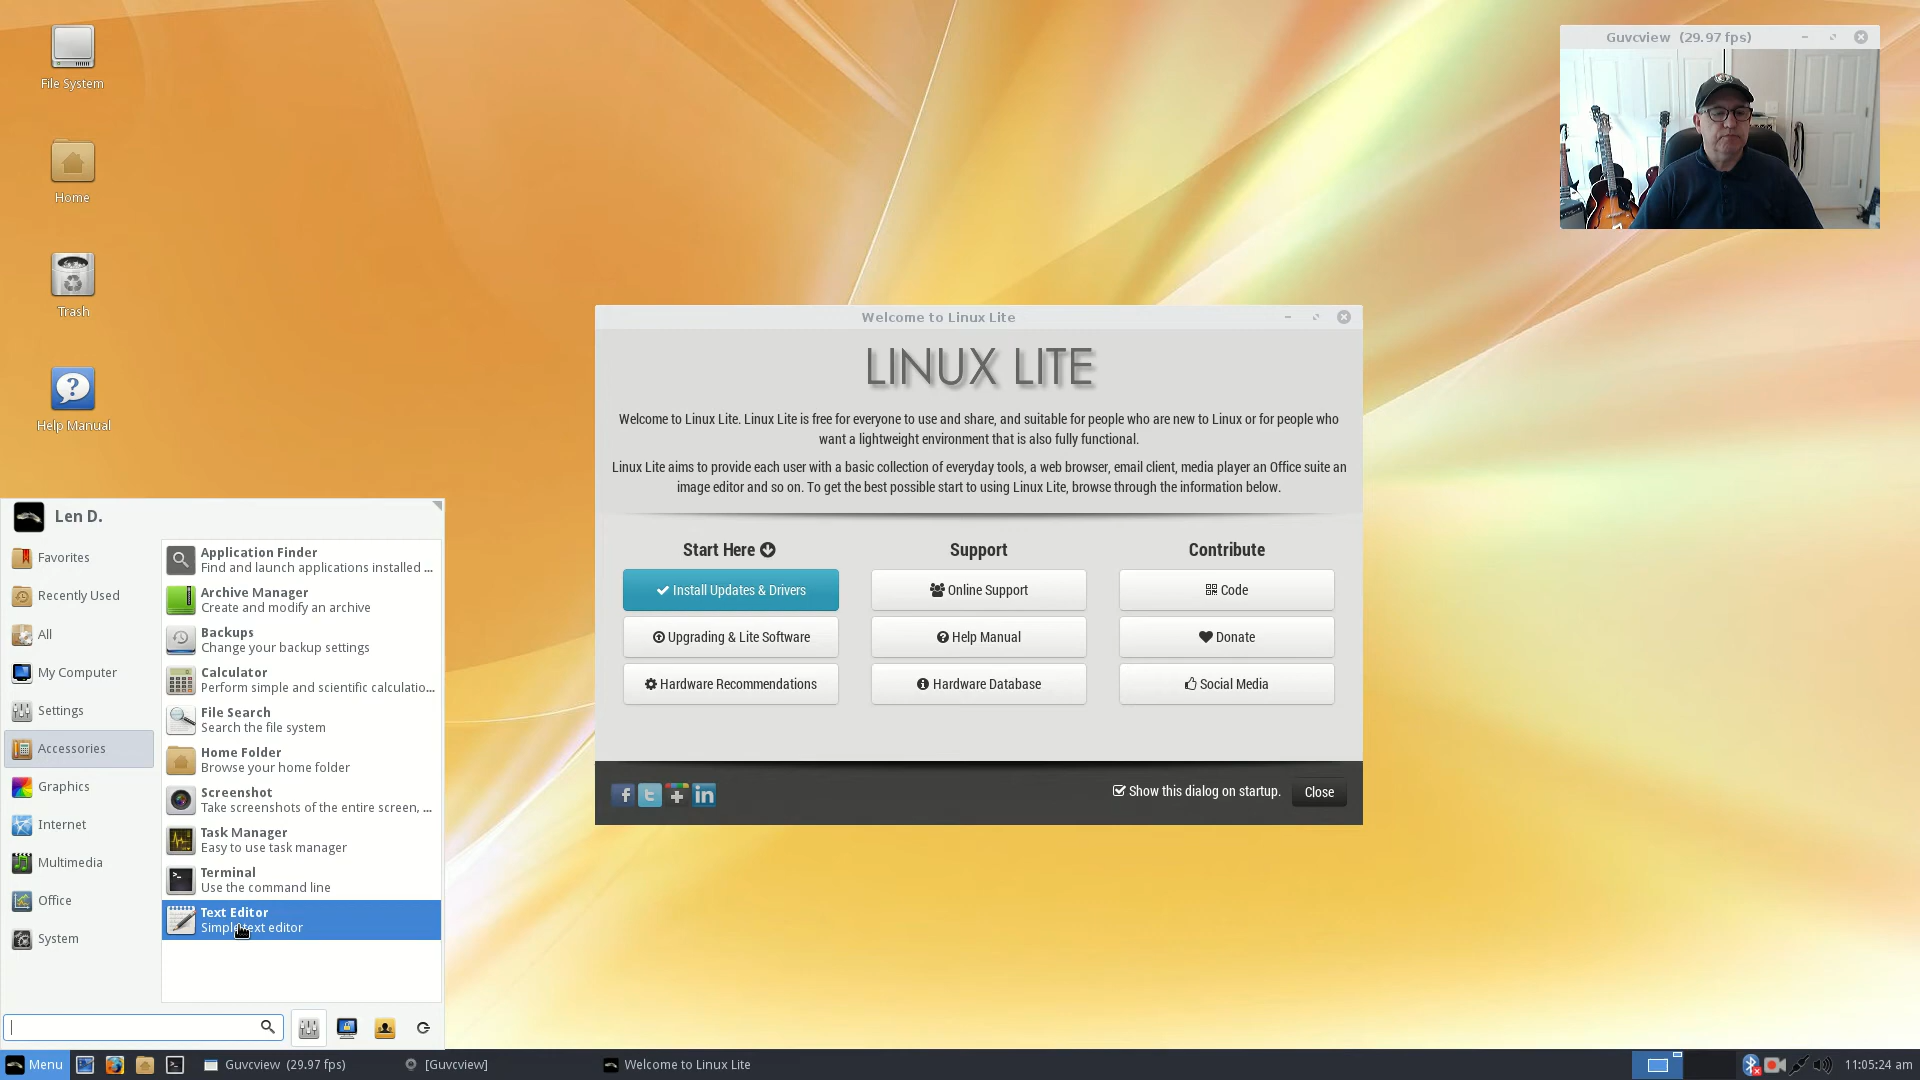 File System
Home
Trash
Help Manual
Guvcview (29.97 fps)
Welcome to Linux Lite
LINUX LITE
Welcome to Linux Lite. Linux Lite is free for everyone to use and share, and suitable for people who are new to Linux or for people who
want a lightweight environment that is also fully functional.
Linux Lite aims to provide each user with a basic collection of everyday tools, a web browser, email client, media player an Office suite an
image editor and so on. To get the best possible start to using Linux Lite, browse through the information below.
Start Here
Support
Contribute
Install Updates & Drivers
Online Support
Code
Upgrading & Lite Software
Help Manual
Donate
Hardware Recommendations
Hardware Database
Social Media
Show this dialog on startup.
Close
Len D.
Favorites
Recently Used
All
My Computer
Settings
Accessories
Graphics
Internet
Multimedia
Office
System
Application Finder
Find and launch applications installed ...
Archive Manager
Create and modify an archive
Backups
Change your backup settings
Calculator
Perform simple and scientific calculatio...
File Search
Search the file system
Home Folder
Browse your home folder
Screenshot
Take screenshots of the entire screen, ...
Task Manager
Easy to use task manager
Terminal
Use the command line
Text Editor
Simple text editor
Menu
Guvcview (29.97 fps)
[Guvcview]
Welcome to Linux Lite
11:05:24 am